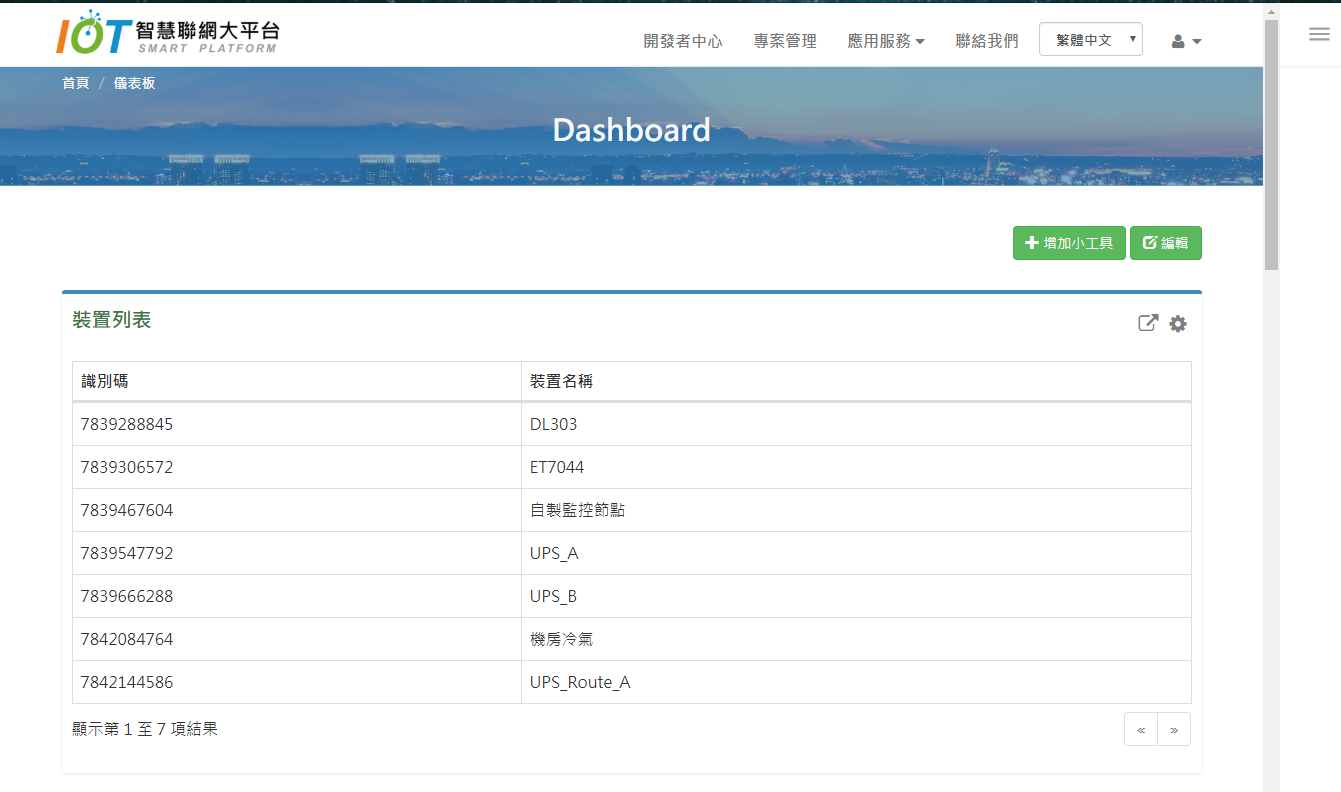 IOT 智慧聯網大平台
SMART PLATFORM
開發者中心 專案管理 應用服務 聯絡我們 繁體中文
首頁 / 儀表板
Dashboard
增加小工具 編輯
裝置列表
識別碼 裝置名稱
7839288845 DL303
7839306572 ET7044
7839467604 自製監控節點
7839547792 UPS_A
7839666288 UPS_B
7842084764 機房冷氣
7842144586 UPS_Route_A
顯示第 1 至 7 項結果 « »